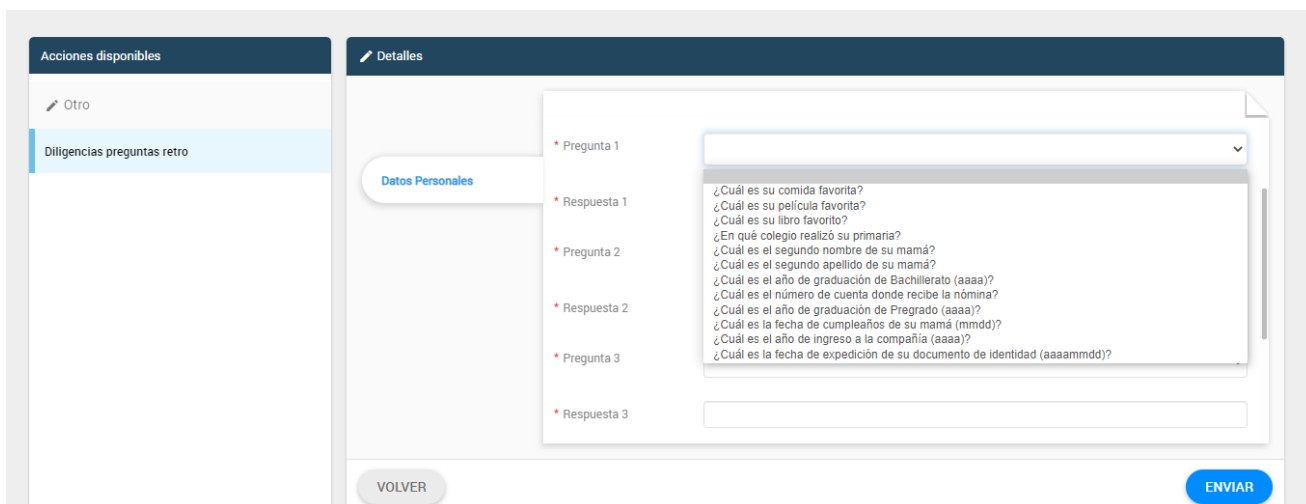 Acciones disponibles
Detalles
Otro
Diligencias preguntas retro
Datos Personales
* Pregunta 1
¿Cuál es su comida favorita?
¿Cuál es su película favorita?
¿Cuál es su libro favorito?
¿En qué colegio realizó su primaria?
¿Cuál es el segundo nombre de su mamá?
¿Cuál es el segundo apellido de su mamá?
¿Cuál es el año de graduación de Bachillerato (aaaa)?
¿Cuál es el número de cuenta donde recibe la nómina?
¿Cuál es el año de graduación de Pregrado (aaaa)?
¿Cuál es la fecha de cumpleaños de su mamá (mmdd)?
¿Cuál es el año de ingreso a la compañía (aaaa)?
¿Cuál es la fecha de expedición de su documento de identidad (aaaammdd)?
* Respuesta 1
* Pregunta 2
* Respuesta 2
* Pregunta 3
* Respuesta 3
VOLVER
ENVIAR